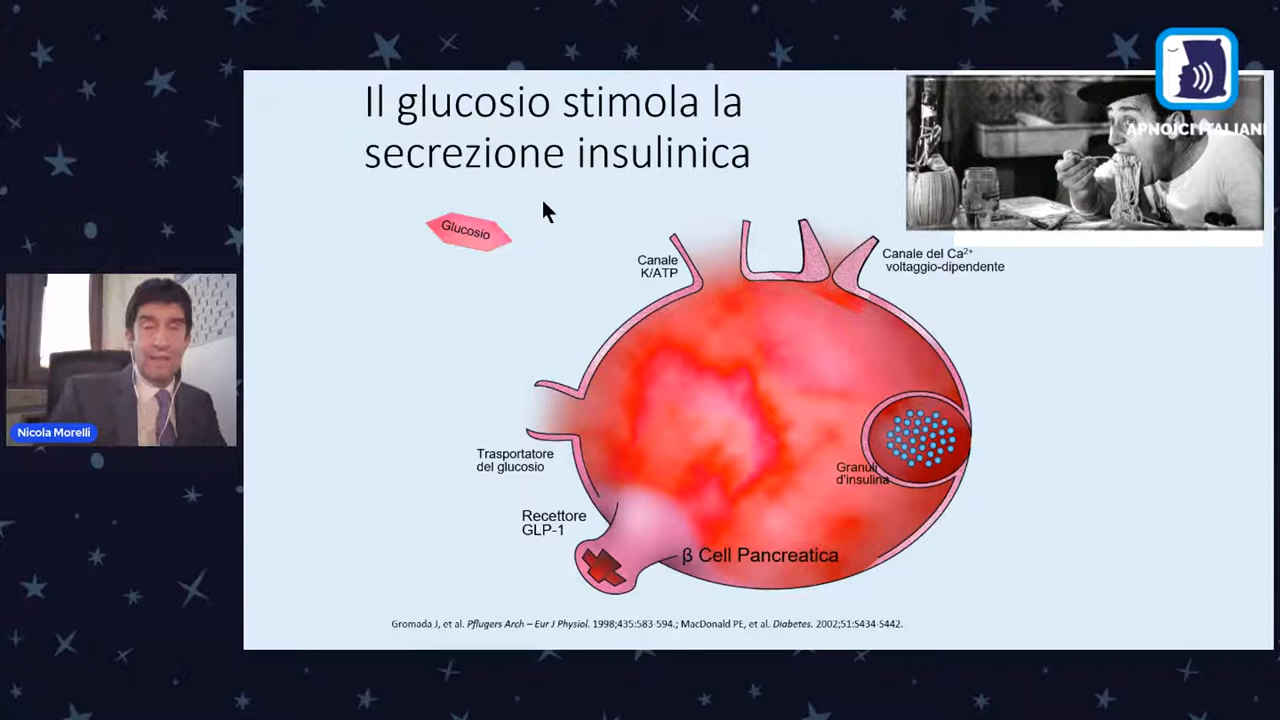 Il glucosio stimola la
secrezione insulinica
APNOICI ITALIANI
Glucosio
Canale
K/ATP
Canale del Ca²⁺
voltaggio-dipendente
Nicola Morelli
Trasportatore
del glucosio
Granuli
d'insulina
Recettore
GLP-1
β Cell Pancreatica
Gromada J, et al. Pflugers Arch – Eur J Physiol. 1998;435:583-594.; MacDonald PE, et al. Diabetes. 2002;51:S434-S442.